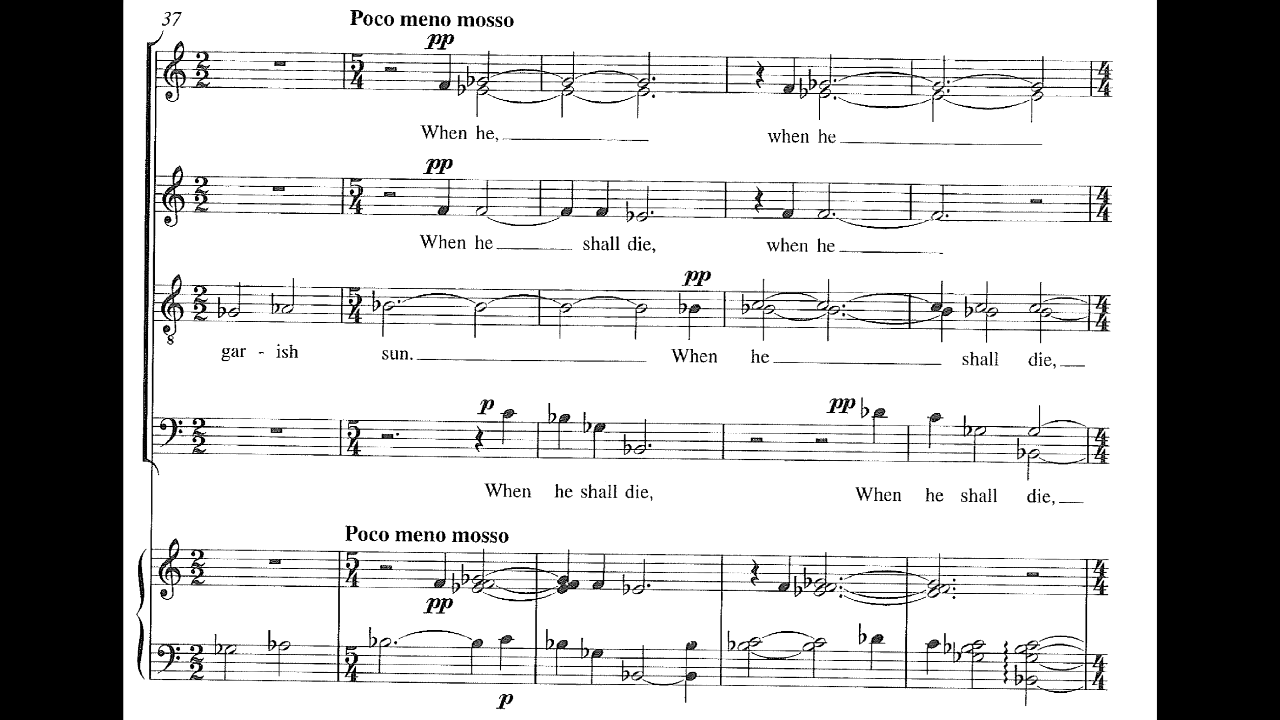 37
Poco meno mosso
pp
When he, when he
pp
When he shall die, when he
pp
gar - ish sun. When he shall die,
p pp
When he shall die, When he shall die,
Poco meno mosso
pp
p